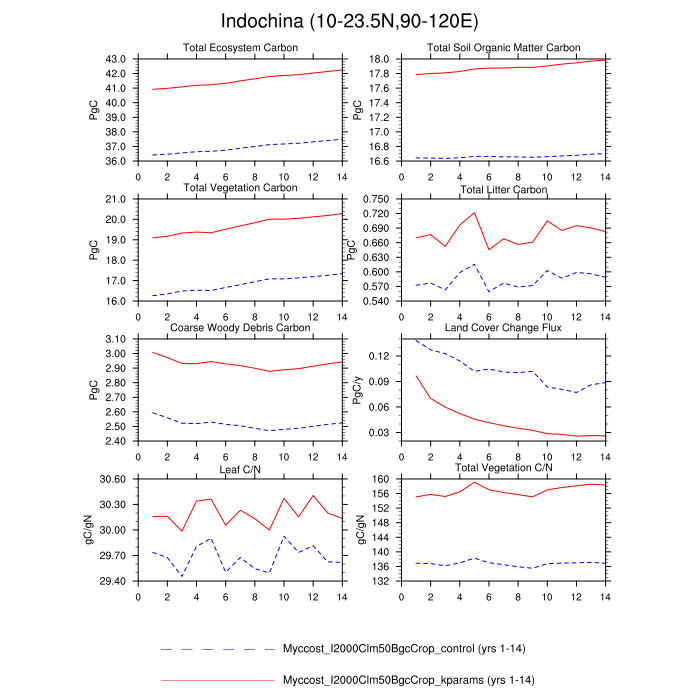 Indochina (10-23.5N,90-120E)
Total Ecosystem Carbon
PgC
43.0
42.0
41.0
40.0
39.0
38.0
37.0
36.0
0 2 4 6 8 10 12 14
Total Soil Organic Matter Carbon
PgC
18.0
17.8
17.6
17.4
17.2
17.0
16.8
16.6
0 2 4 6 8 10 12 14
Total Vegetation Carbon
PgC
21.0
20.0
19.0
18.0
17.0
16.0
0 2 4 6 8 10 12 14
Total Litter Carbon
PgC
0.750
0.720
0.690
0.660
0.630
0.600
0.570
0.540
0 2 4 6 8 10 12 14
Coarse Woody Debris Carbon
PgC
3.10
3.00
2.90
2.80
2.70
2.60
2.50
2.40
0 2 4 6 8 10 12 14
Land Cover Change Flux
PgC/y
0.12
0.09
0.06
0.03
0 2 4 6 8 10 12 14
Leaf C/N
gC/gN
30.60
30.30
30.00
29.70
29.40
0 2 4 6 8 10 12 14
Total Vegetation C/N
gC/gN
160
156
152
148
144
140
136
132
0 2 4 6 8 10 12 14
Myccost_I2000Clm50BgcCrop_control (yrs 1-14)
Myccost_I2000Clm50BgcCrop_kparams (yrs 1-14)